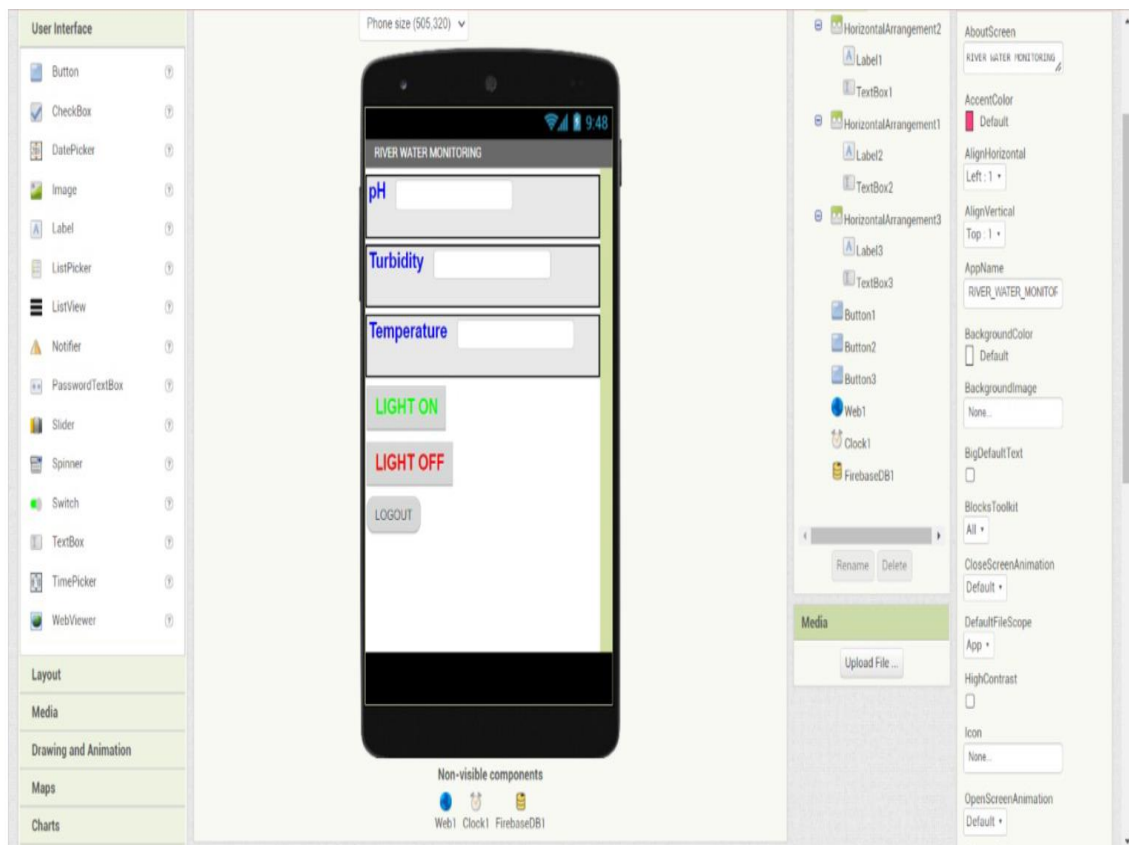 User Interface
Button
CheckBox
DatePicker
Image
Label
ListPicker
ListView
Notifier
PasswordTextBox
Slider
Spinner
Switch
TextBox
TimePicker
WebViewer
Layout
Media
Drawing and Animation
Maps
Charts
Phone size (505,320)
9:48
RIVER WATER MONITORING
pH
Turbidity
Temperature
LIGHT ON
LIGHT OFF
LOGOUT
Non-visible components
Web1 Clock1 FirebaseDB1
HorizontalArrangement2
Label1
TextBox1
HorizontalArrangement1
Label2
TextBox2
HorizontalArrangement3
Label3
TextBox3
Button1
Button2
Button3
Web1
Clock1
FirebaseDB1
Rename Delete
Media
Upload File ...
AboutScreen
RIVER WATER MONITORING
AccentColor
Default
AlignHorizontal
Left : 1
AlignVertical
Top : 1
AppName
RIVER_WATER_MONITOF
BackgroundColor
Default
BackgroundImage
None...
BigDefaultText
BlocksToolkit
All
CloseScreenAnimation
Default
DefaultFileScope
App
HighContrast
Icon
None...
OpenScreenAnimation
Default